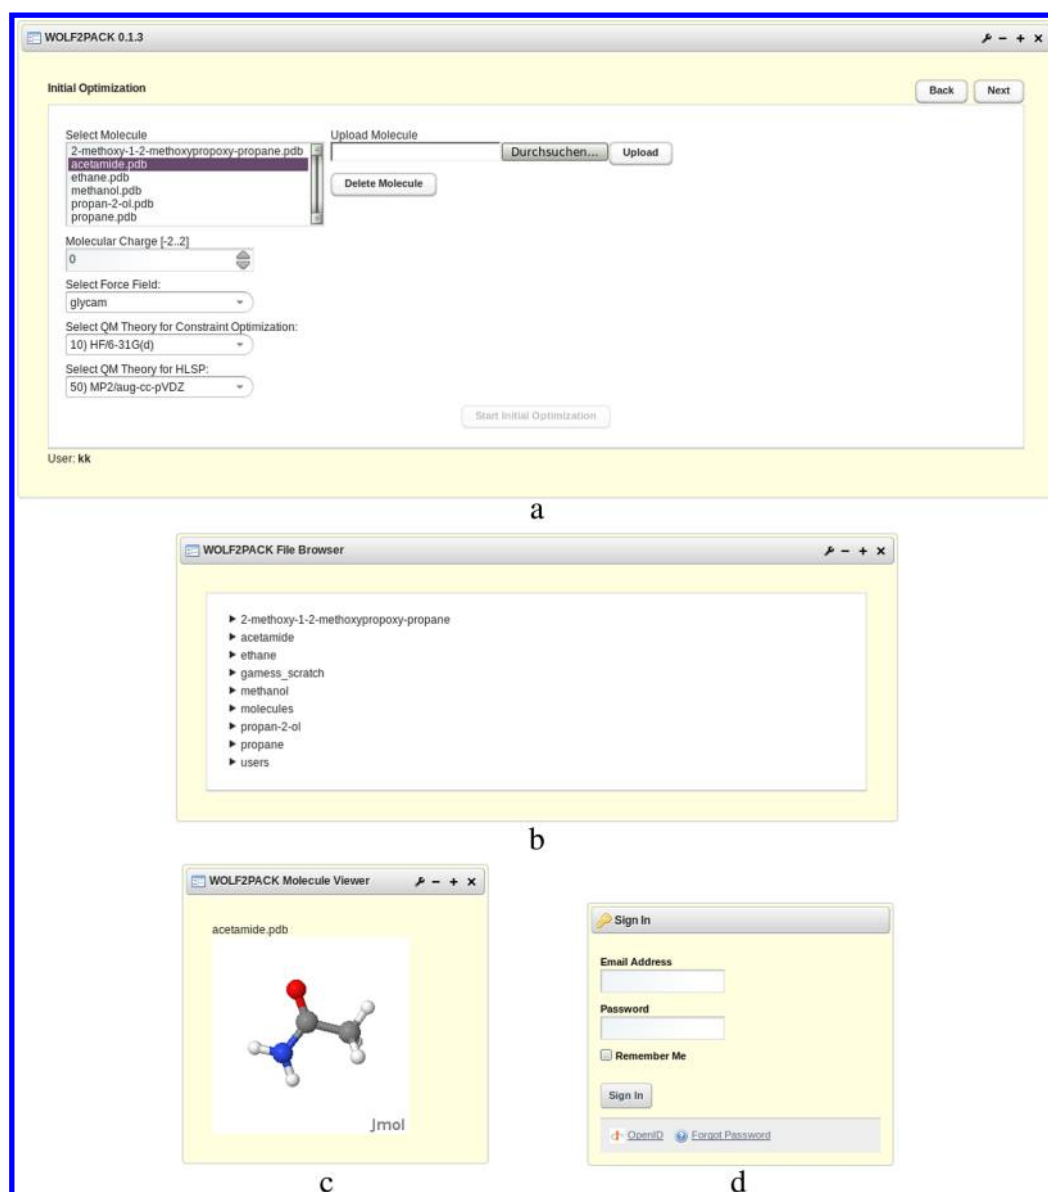 WOLF2PACK 0.1.3
Initial Optimization
Back
Next
Select Molecule
2-methoxy-1-2-methoxypropoxy-propane.pdb
acetamide.pdb
ethane.pdb
methanol.pdb
propan-2-ol.pdb
propane.pdb
Upload Molecule
Durchsuchen...
Upload
Delete Molecule
Molecular Charge [-2..2]
0
Select Force Field:
glycam
Select QM Theory for Constraint Optimization:
10) HF/6-31G(d)
Select QM Theory for HLSP:
50) MP2/aug-cc-pVDZ
Start Initial Optimization
User: kk
a
WOLF2PACK File Browser
2-methoxy-1-2-methoxypropoxy-propane
acetamide
ethane
gamess_scratch
methanol
molecules
propan-2-ol
propane
users
b
WOLF2PACK Molecule Viewer
acetamide.pdb
Jmol
c
Sign In
Email Address
Password
Remember Me
Sign In
OpenID
Forgot Password
d